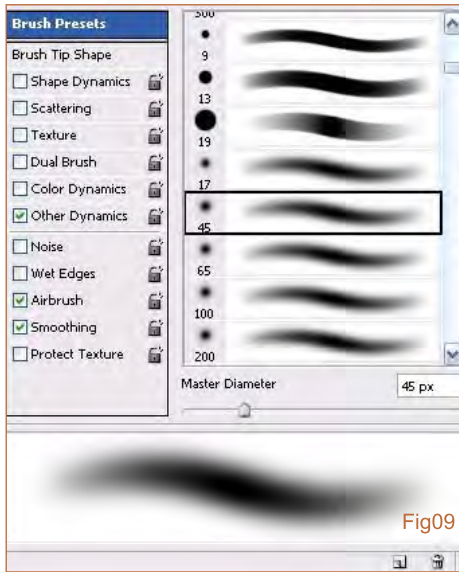 Brush Presets
Brush Tip Shape
Shape Dynamics
Scattering
Texture
Dual Brush
Color Dynamics
Other Dynamics
Noise
Wet Edges
Airbrush
Smoothing
Protect Texture
300
9
13
19
17
45
65
100
200
Master Diameter
45 px
Fig09